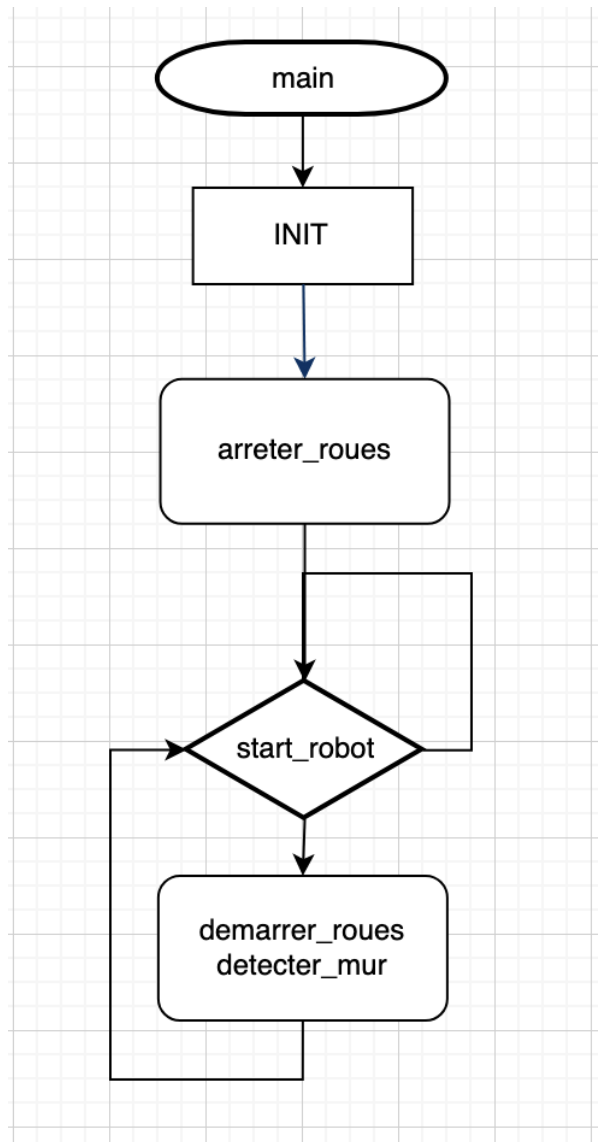 main
INIT
arreter_roues
start_robot
demarrer_roues
detecter_mur